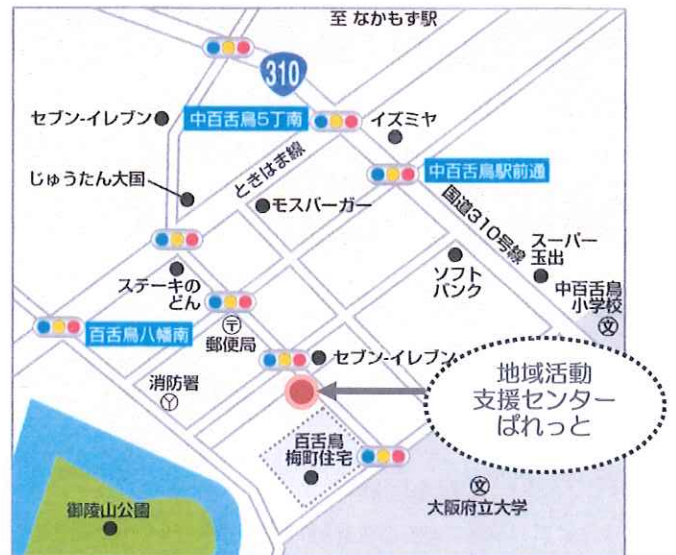 至 なかもず駅
310
セブン-イレブン
中百舌鳥5丁南
イズミヤ
じゅうたん大国
ときはま線
中百舌鳥駅前通
モスバーガー
国道310号線
スーパー
玉出
ソフト
バンク
中百舌鳥
小学校
文
ステーキの
どん
百舌鳥八幡南
〒
郵便局
セブン-イレブン
消防署
Y
地域活動
支援センター
ぱれっと
百舌鳥
梅町住宅
文
大阪府立大学
御陵山公園